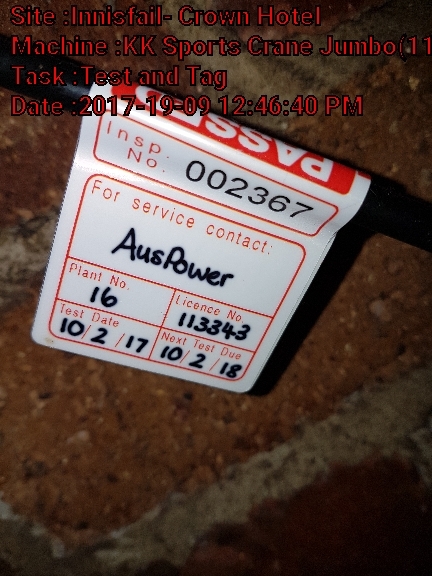 Site :Innisfail- Crown Hotel
Machine :KK Sports Crane Jumbo(11
Task :Test and Tag
Date :2017-19-09 12:46:40 PM
PASSE
Insp. No. 002367
For service contact:
AusPower
Plant No. Licence No.
16 113343
Test Date Next Test Due
10/2/17 10/2/18